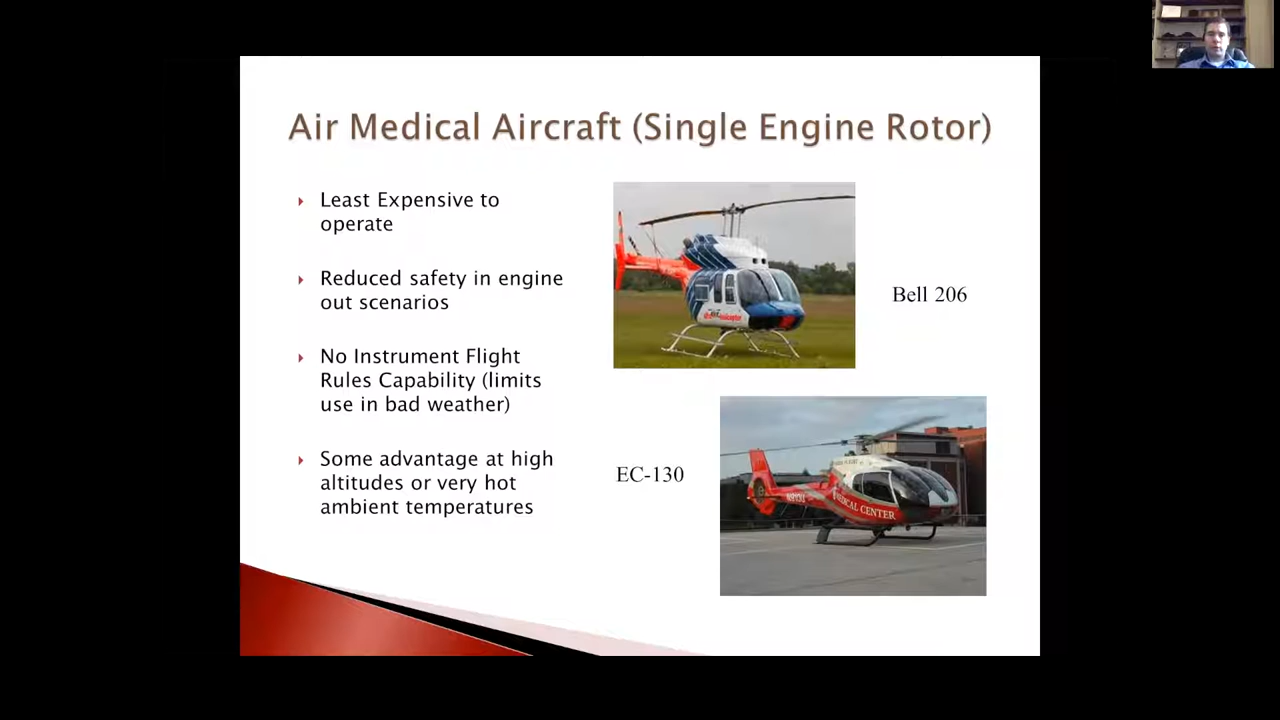 Air Medical Aircraft (Single Engine Rotor)
Least Expensive to
operate
Reduced safety in engine
out scenarios
No Instrument Flight
Rules Capability (limits
use in bad weather)
Some advantage at high
altitudes or very hot
ambient temperatures
Bell 206
EC-130
MEDICAL CENTER